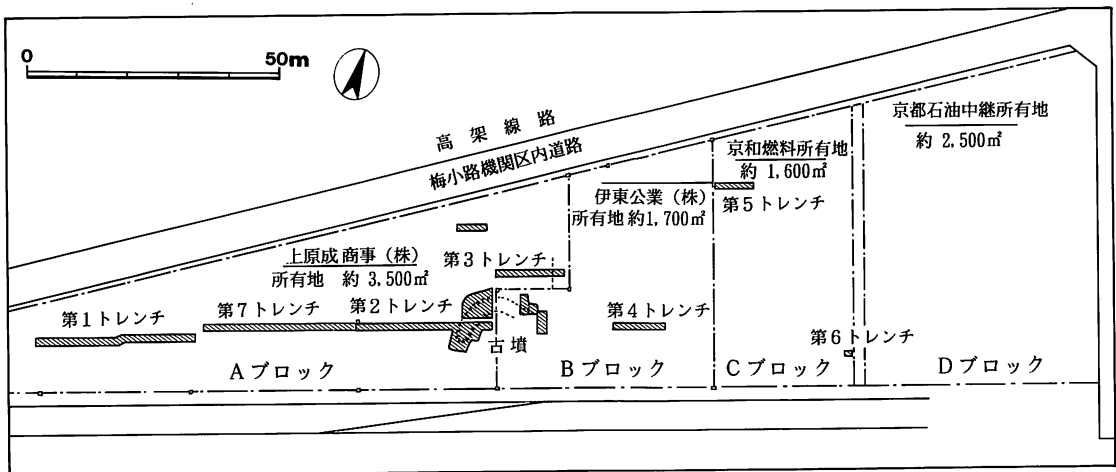 0
50m
高架線路
梅小路機関区内道路
京都石油中継所有地
約 2,500㎡
京和燃料所有地
約 1,600㎡
伊東公業（株）
所有地 約1,700㎡
第5トレンチ
上原成商事（株）
所有地 約 3,500㎡
第3トレンチ
第1トレンチ
第7トレンチ
第2トレンチ
第4トレンチ
古墳
第6トレンチ
Aブロック
Bブロック
Cブロック
Dブロック